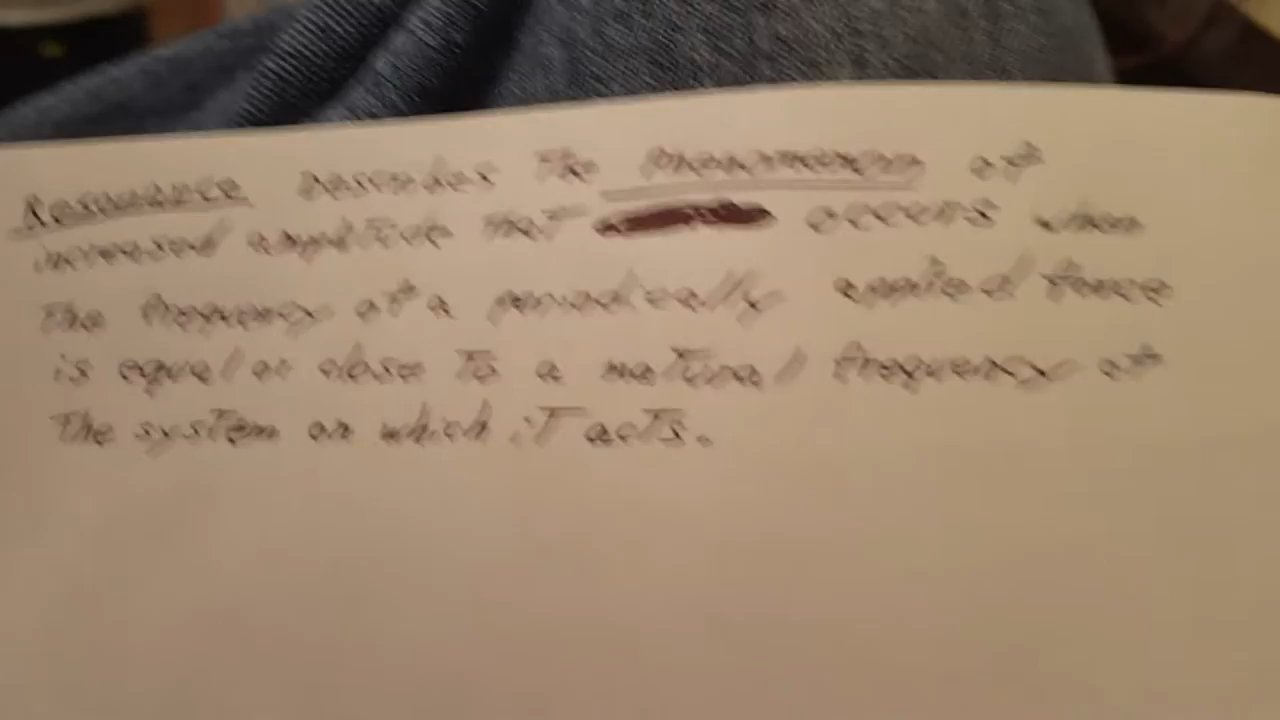 Resonance describes the phenomenon of
increased amplitude that occurs when
the frequency of a periodically applied force
is equal or close to a natural frequency of
the system on which it acts.